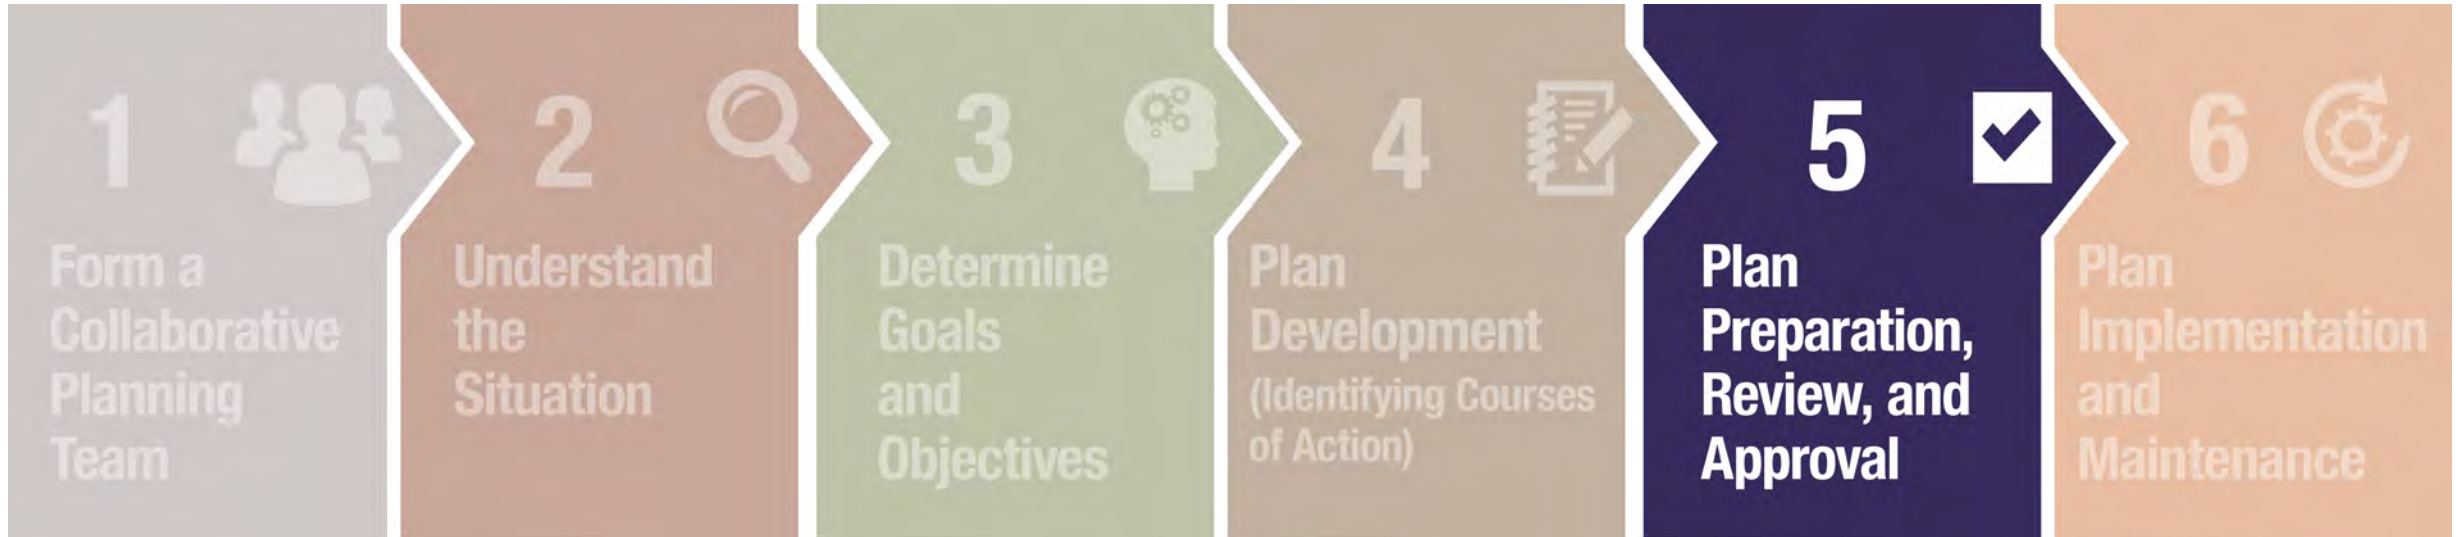 1
Form a
Collaborative
Planning
Team
2
Understand
the
Situation
3
Determine
Goals
and
Objectives
4
Plan
Development
(Identifying Courses
of Action)
5
Plan
Preparation,
Review, and
Approval
6
Plan
Implementation
and
Maintenance